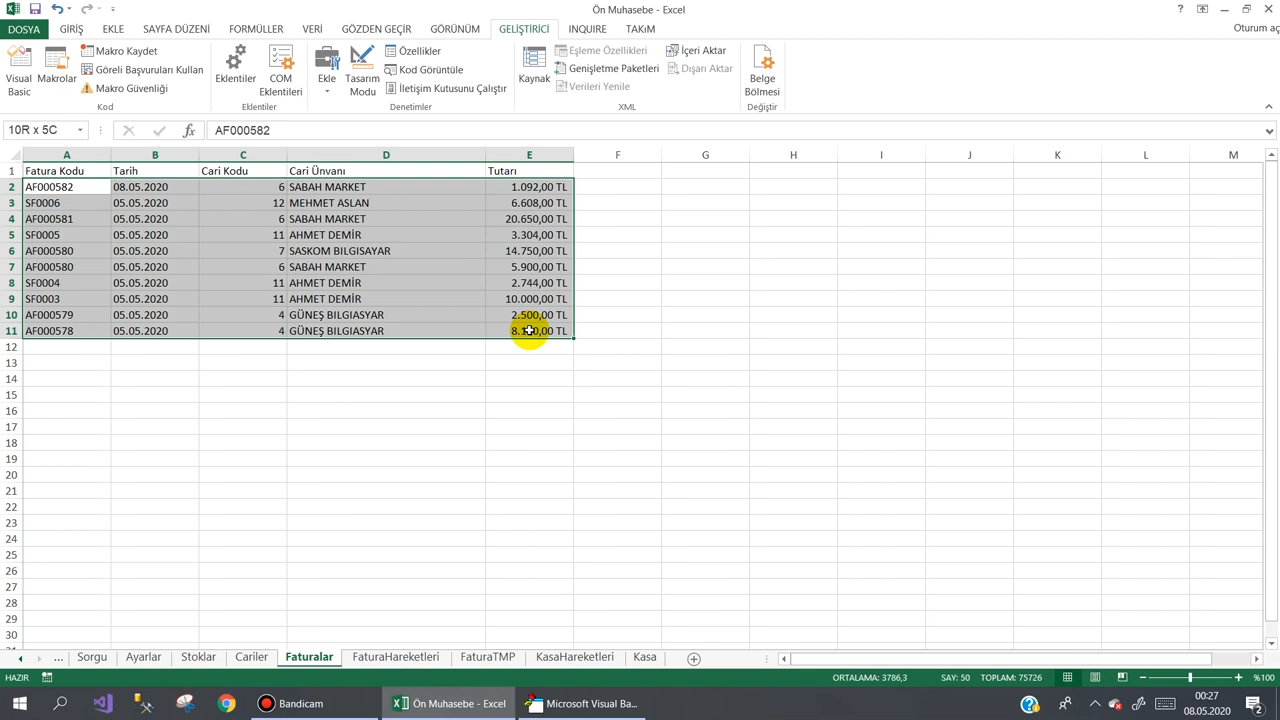 Ön Muhasebe - Excel
Oturum aç
DOSYA GİRİŞ EKLE SAYFA DÜZENİ FORMÜLLER VERİ GÖZDEN GEÇİR GÖRÜNÜM GELİŞTİRİCİ INQUIRE TAKıM
Visual Basic
Makrolar
Makro Kaydet
Göreli Başvuruları Kullan
Makro Güvenliği
Kod
Eklentiler
COM Eklentileri
Eklentiler
Ekle
Tasarım Modu
Özellikler
Kod Görüntüle
İletişim Kutusunu Çalıştır
Denetimler
Kaynak
Eşleme Özellikleri
Genişletme Paketleri
Verileri Yenile
İçeri Aktar
Dışarı Aktar
XML
Belge Bölmesi
Değiştir
10R x 5C fx AF000582
A B C D E F G H I J K L M
1 Fatura Kodu Tarih Cari Kodu Cari Ünvanı Tutarı
2 AF000582 08.05.2020 6 SABAH MARKET 1.092,00 TL
3 SF0006 05.05.2020 12 MEHMET ASLAN 6.608,00 TL
4 AF000581 05.05.2020 6 SABAH MARKET 20.650,00 TL
5 SF0005 05.05.2020 11 AHMET DEMİR 3.304,00 TL
6 AF000580 05.05.2020 7 SASKOM BILGISAYAR 14.750,00 TL
7 AF000580 05.05.2020 6 SABAH MARKET 5.900,00 TL
8 SF0004 05.05.2020 11 AHMET DEMİR 2.744,00 TL
9 SF0003 05.05.2020 11 AHMET DEMİR 10.000,00 TL
10 AF000579 05.05.2020 4 GÜNEŞ BILGIASYAR 2.500,00 TL
11 AF000578 05.05.2020 4 GÜNEŞ BILGIASYAR TL
12
13
14
15
16
17
18
19
20
21
22
23
24
25
26
27
28
29
30
... Sorgu Ayarlar Stoklar Cariler Faturalar FaturaHareketleri FaturaTMP KasaHareketleri Kasa
HAZIR ORTALAMA: 3786,3 SAY: 50 TOPLAM: 75726 %100
Bandicam Ön Muhasebe - Excel Microsoft Visual Ba... 00:27
08.05.2020 2